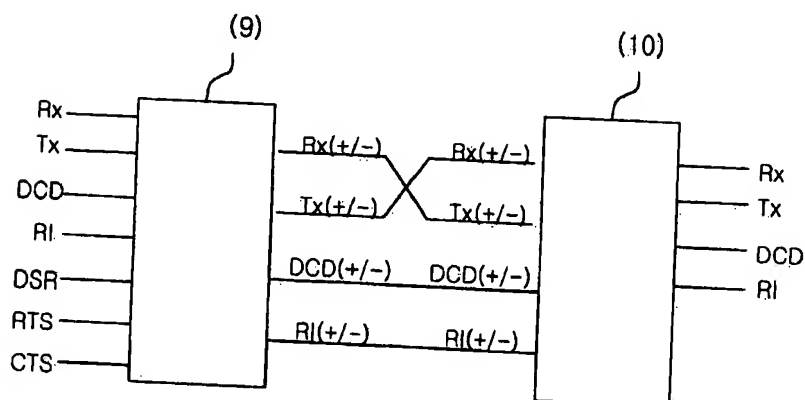 (9)
(10)
Rx
Tx
DCD
RI
DSR
RTS
CTS
Rx(+/-)
Tx(+/-)
DCD(+/-)
RI(+/-)
Rx(+/-)
Tx(+/-)
DCD(+/-)
RI(+/-)
Rx
Tx
DCD
RI